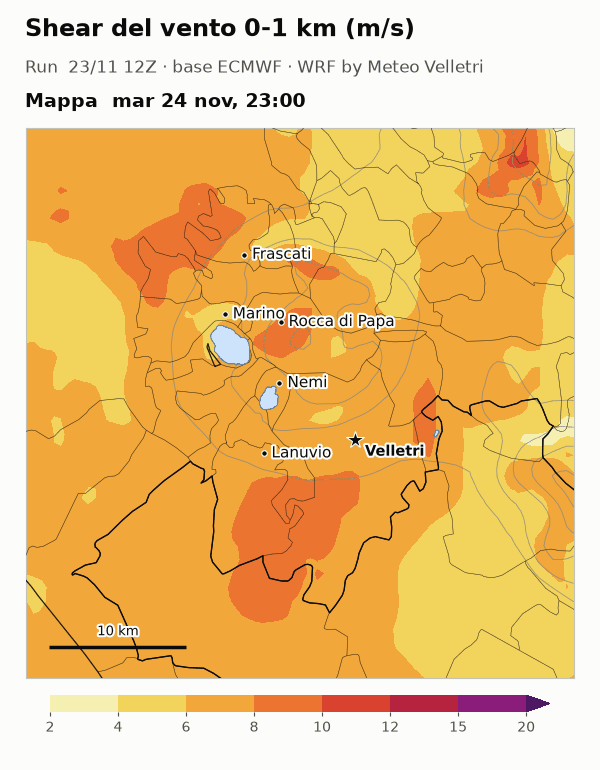 Shear del vento 0-1 km (m/s)
Run  23/11 12Z · base ECMWF · WRF by Meteo Velletri
Mappa  mar 24 nov, 23:00
Frascati
Marino
Rocca di Papa
Nemi
Velletri
Lanuvio
10 km
2 4 6 8 10 12 15 20